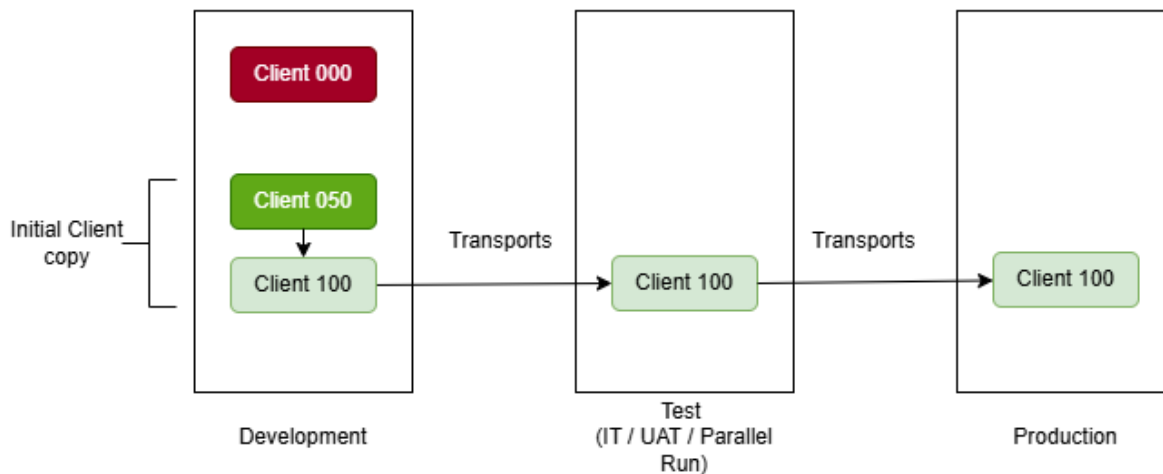 Client 000
Client 050
Initial Client
copy
Client 100
Transports
Client 100
Transports
Client 100
Development
Test
(IT / UAT / Parallel
Run)
Production